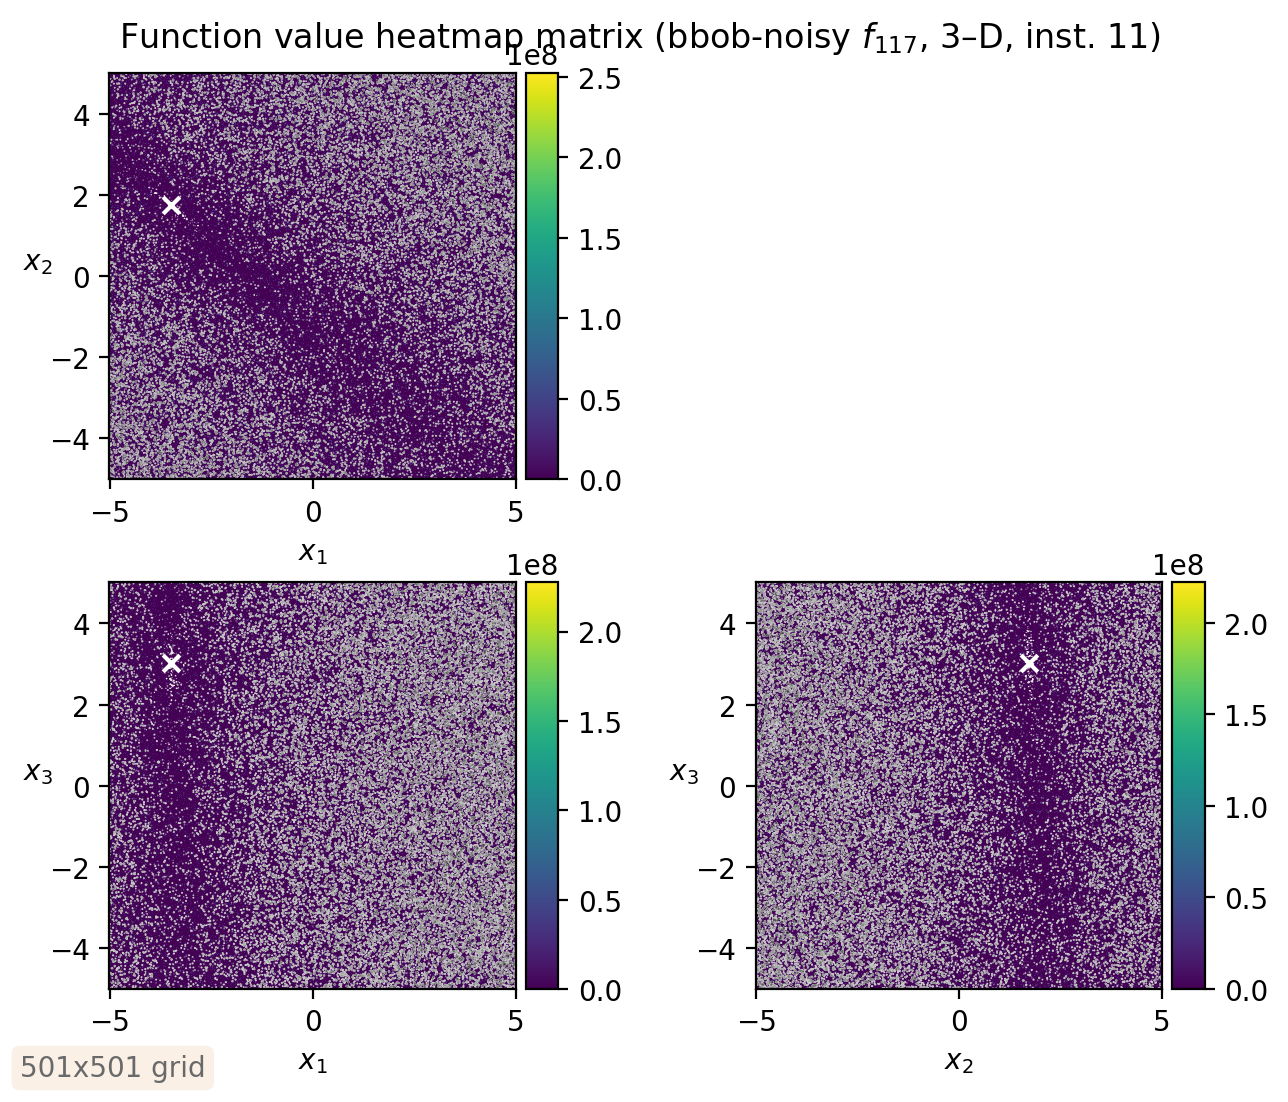 Function value heatmap matrix (bbob-noisy f₁₁₇, 3–D, inst. 11)
1e8
4
2
0
−2
−4
x₂
−5 0 5
x₁
2.5
2.0
1.5
1.0
0.5
0.0
1e8
4
2
0
−2
−4
x₃
−5 0 5
x₁
2.0
1.5
1.0
0.5
0.0
1e8
4
2
0
−2
−4
x₃
−5 0 5
x₂
2.0
1.5
1.0
0.5
0.0
501x501 grid